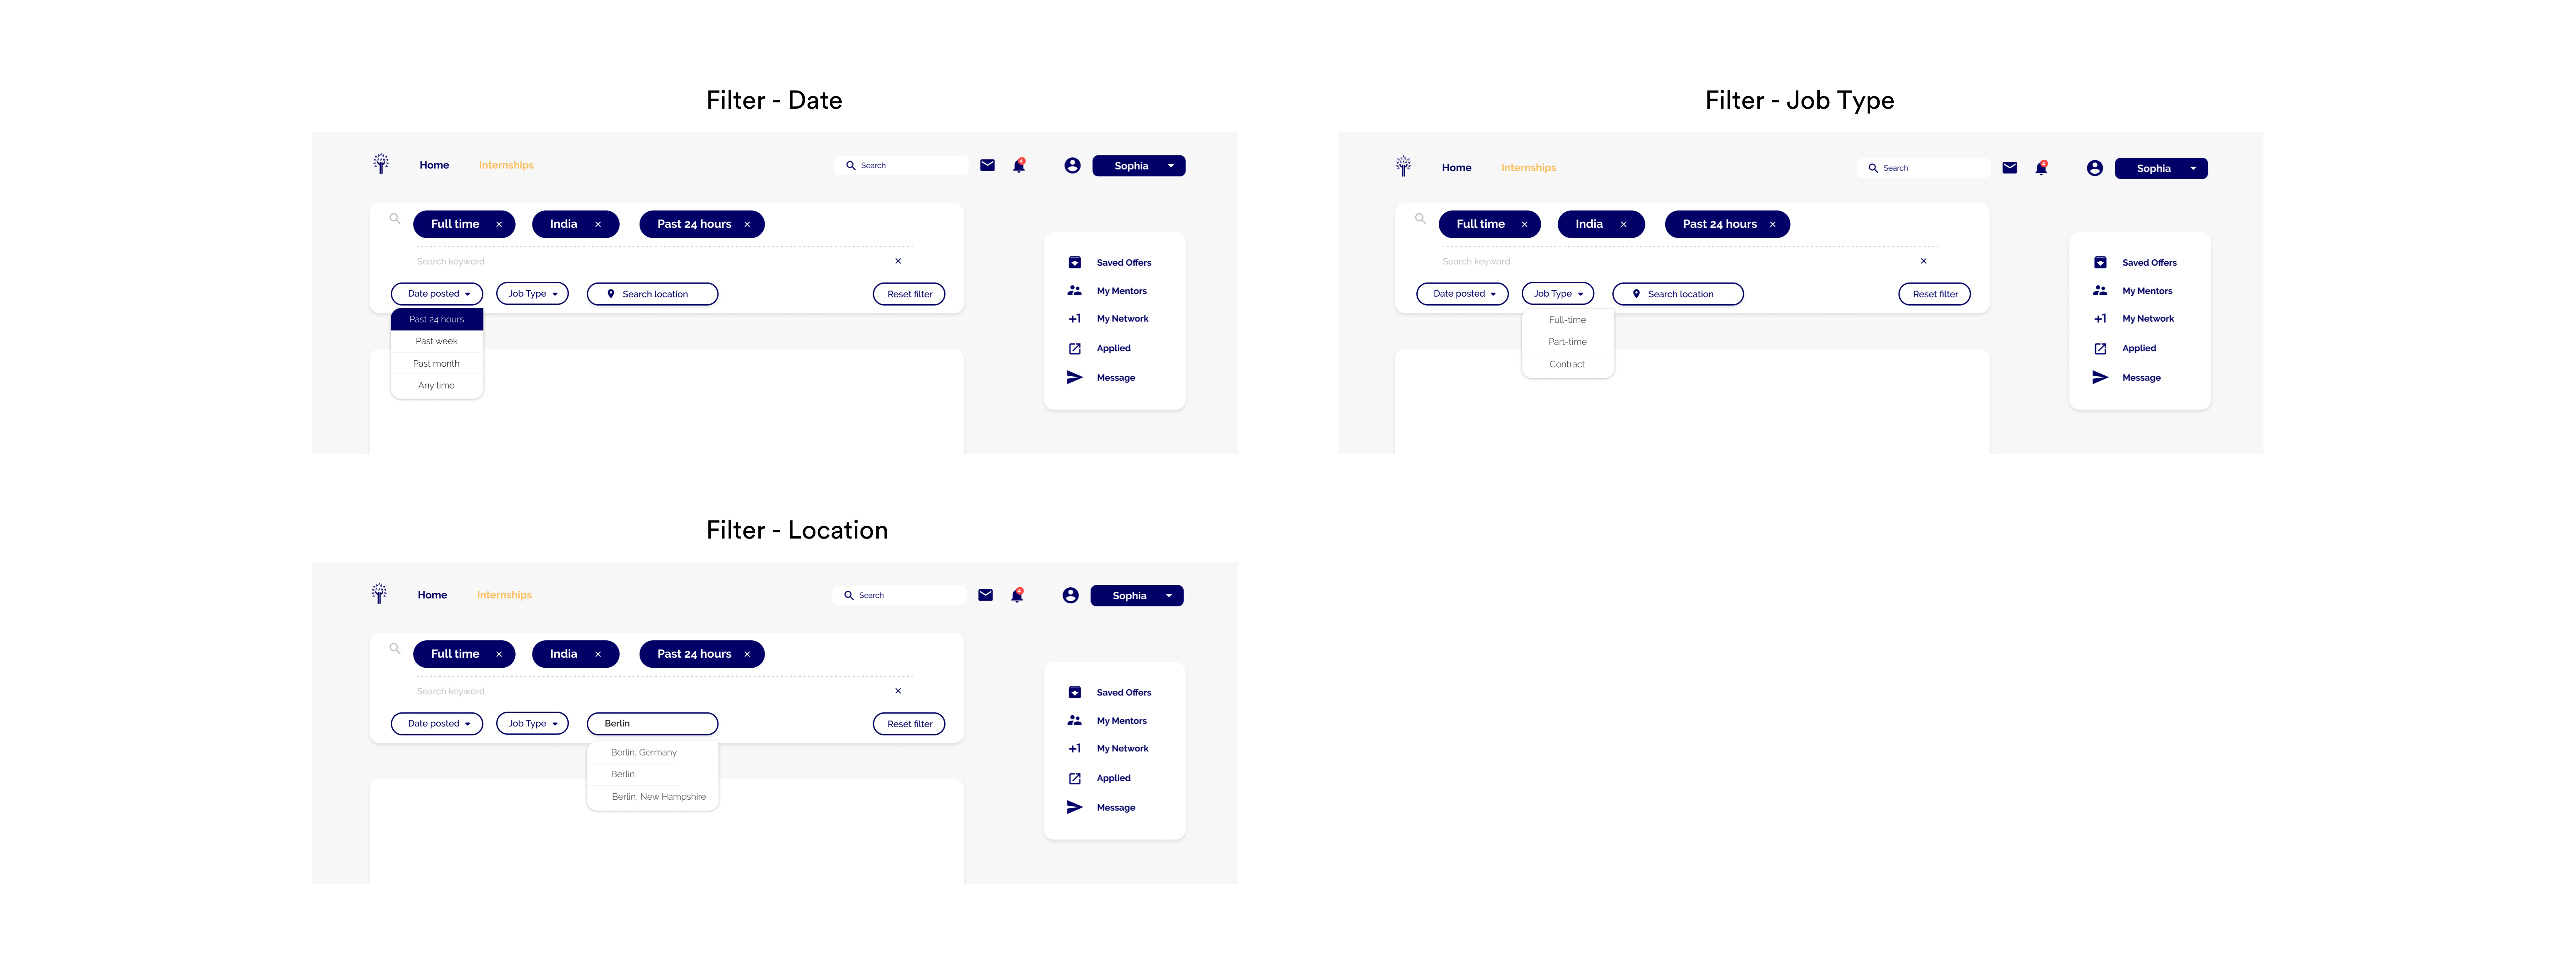 Filter - Date
Home Internships Search Sophia
Full time × India × Past 24 hours ×
Search keyword ×
Date posted Job Type Search location Reset filter
Past 24 hours
Past week
Past month
Any time
Saved Offers
My Mentors
+1 My Network
Applied
Message
Filter - Job Type
Home Internships Search Sophia
Full time × India × Past 24 hours ×
Search keyword ×
Date posted Job Type Search location Reset filter
Full-time
Part-time
Contract
Saved Offers
My Mentors
+1 My Network
Applied
Message
Filter - Location
Home Internships Search Sophia
Full time × India × Past 24 hours ×
Search keyword ×
Date posted Job Type Berlin Reset filter
Berlin, Germany
Berlin
Berlin, New Hampshire
Saved Offers
My Mentors
+1 My Network
Applied
Message